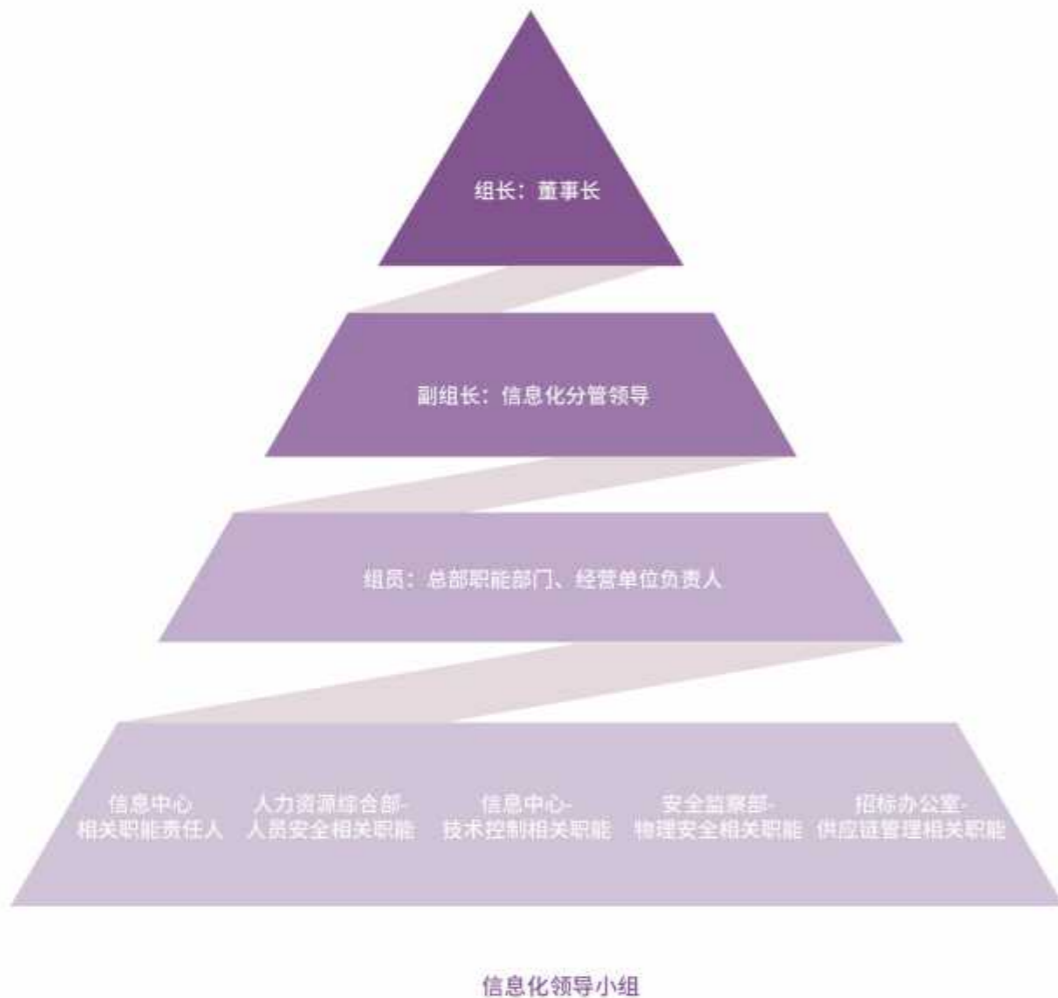 组长：董事长
副组长：信息化分管领导
组员：总部职能部门、经营单位负责人
信息中心
相关职能责任人
人力资源综合部-
人员安全相关职能
信息中心-
技术控制相关职能
安全监察部-
物理安全相关职能
招标办公室-
供应链管理相关职能
信息化领导小组